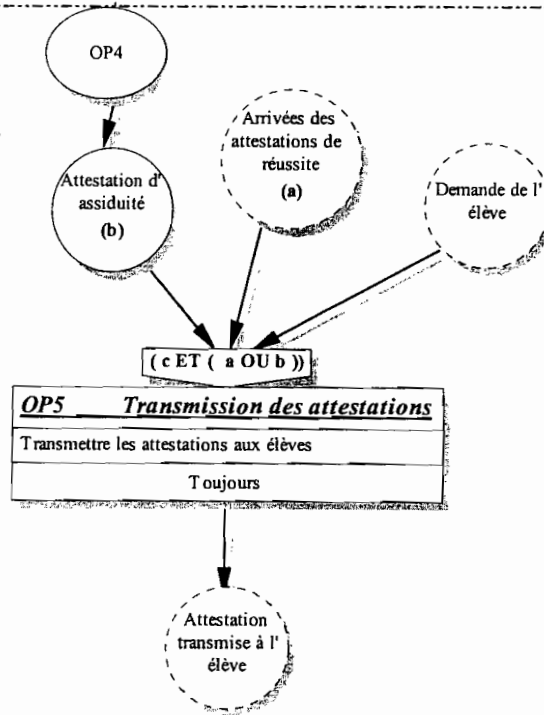 OP4
Arrivées des
attestations de
réussite
(a)
Attestation d'
assiduité
(b)
Demande de l'
élève
( c ET ( a OU b ))
OP5 Transmission des attestations
Transmettre les attestations aux élèves
Toujours
Attestation
transmise à l'
élève